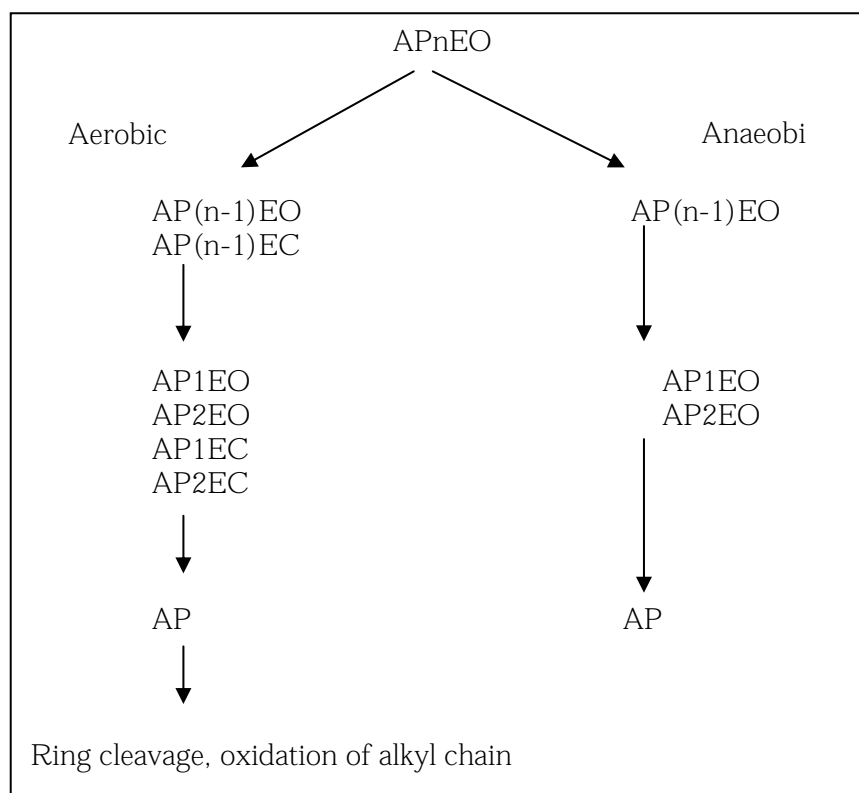 APnEO
Aerobic
Anaeobi
AP(n-1)EO
AP(n-1)EC
AP(n-1)EO
AP1EO
AP2EO
AP1EC
AP2EC
AP1EO
AP2EO
AP
AP
Ring cleavage, oxidation of alkyl chain